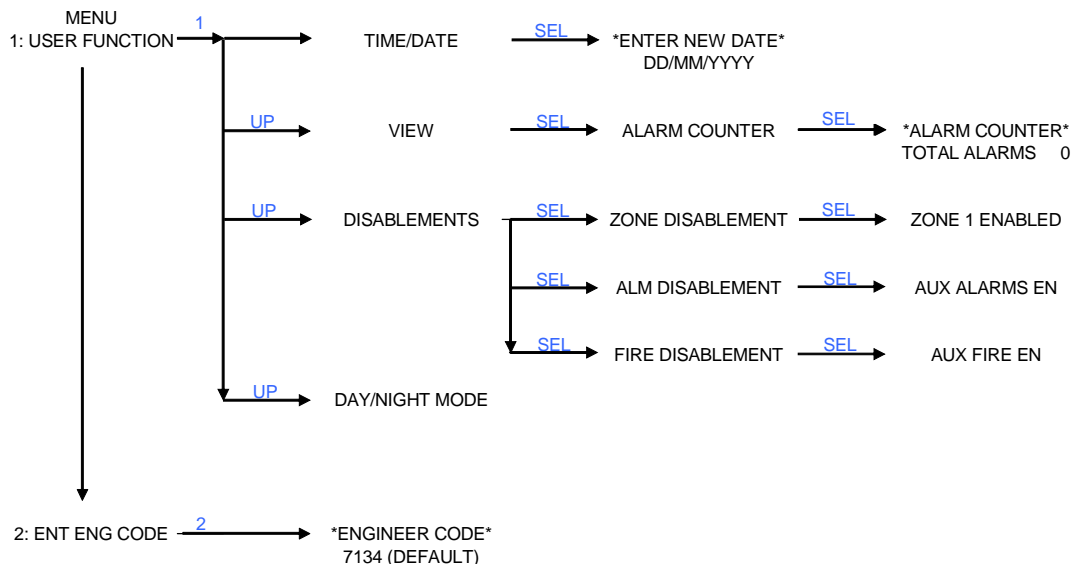 MENU
1: USER FUNCTION
1
TIME/DATE
SEL
*ENTER NEW DATE*
DD/MM/YYYY
UP
VIEW
SEL
ALARM COUNTER
SEL
*ALARM COUNTER*
TOTAL ALARMS 0
UP
DISABLEMENTS
SEL
ZONE DISABLEMENT
SEL
ZONE 1 ENABLED
SEL
ALM DISABLEMENT
SEL
AUX ALARMS EN
SEL
FIRE DISABLEMENT
SEL
AUX FIRE EN
UP
DAY/NIGHT MODE
2: ENT ENG CODE
2
*ENGINEER CODE*
7134 (DEFAULT)